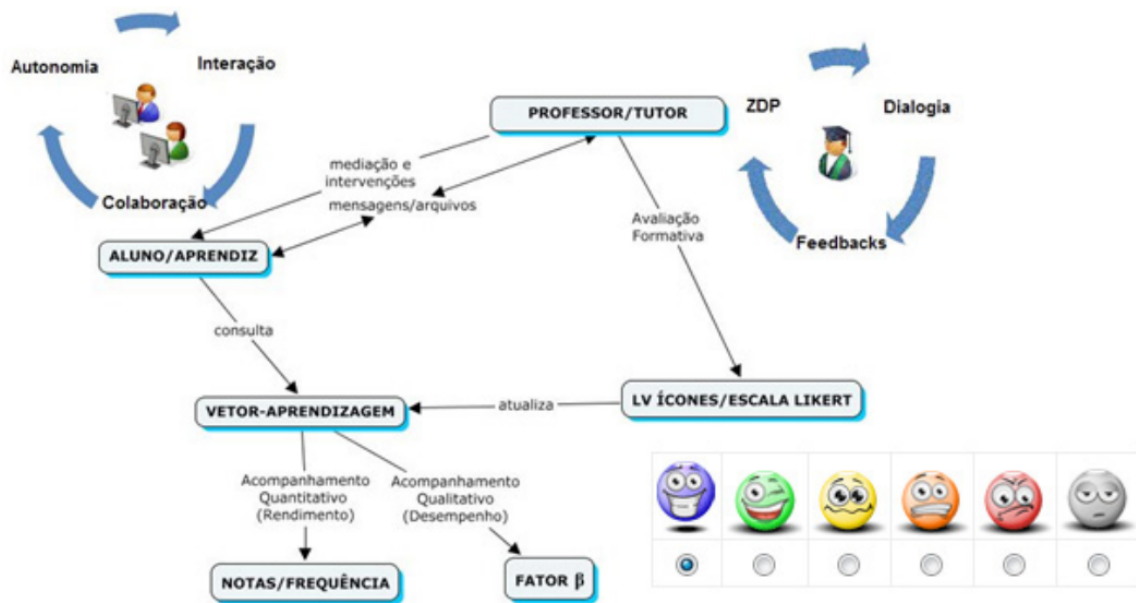 Autonomia
Interação
Colaboração
PROFESSOR/TUTOR
ZDP
Dialogia
Feedbacks
mediação e
intervenções
mensagens/arquivos
Avaliação
Formativa
ALUNO/APRENDIZ
consulta
VETOR-APRENDIZAGEM
atualiza
LV ÍCONES/ESCALA LIKERT
Acompanhamento
Quantitativo
(Rendimento)
Acompanhamento
Qualitativo
(Desempenho)
NOTAS/FREQUÊNCIA
FATOR β